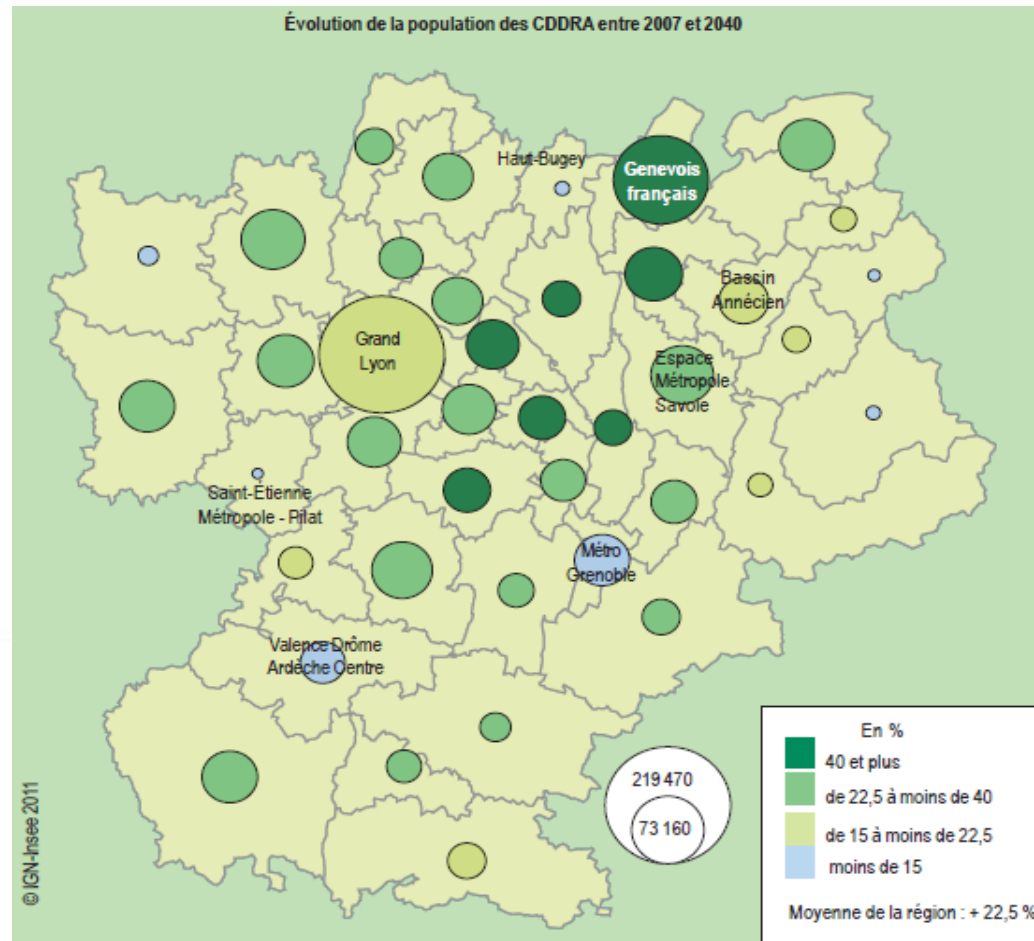 Évolution de la population des CDDRA entre 2007 et 2040
Haut-Bugey
Genevois
français
Bassin
Annécien
Grand
Lyon
Espace
Métropole
Savoie
Saint-Étienne
Métropole - Pilat
Métro
Grenoble
Valence Drôme
Ardèche Centre
219 470
73 160
En %
40 et plus
de 22,5 à moins de 40
de 15 à moins de 22,5
moins de 15
Moyenne de la région : + 22,5 %
© IGN-Insee 2011